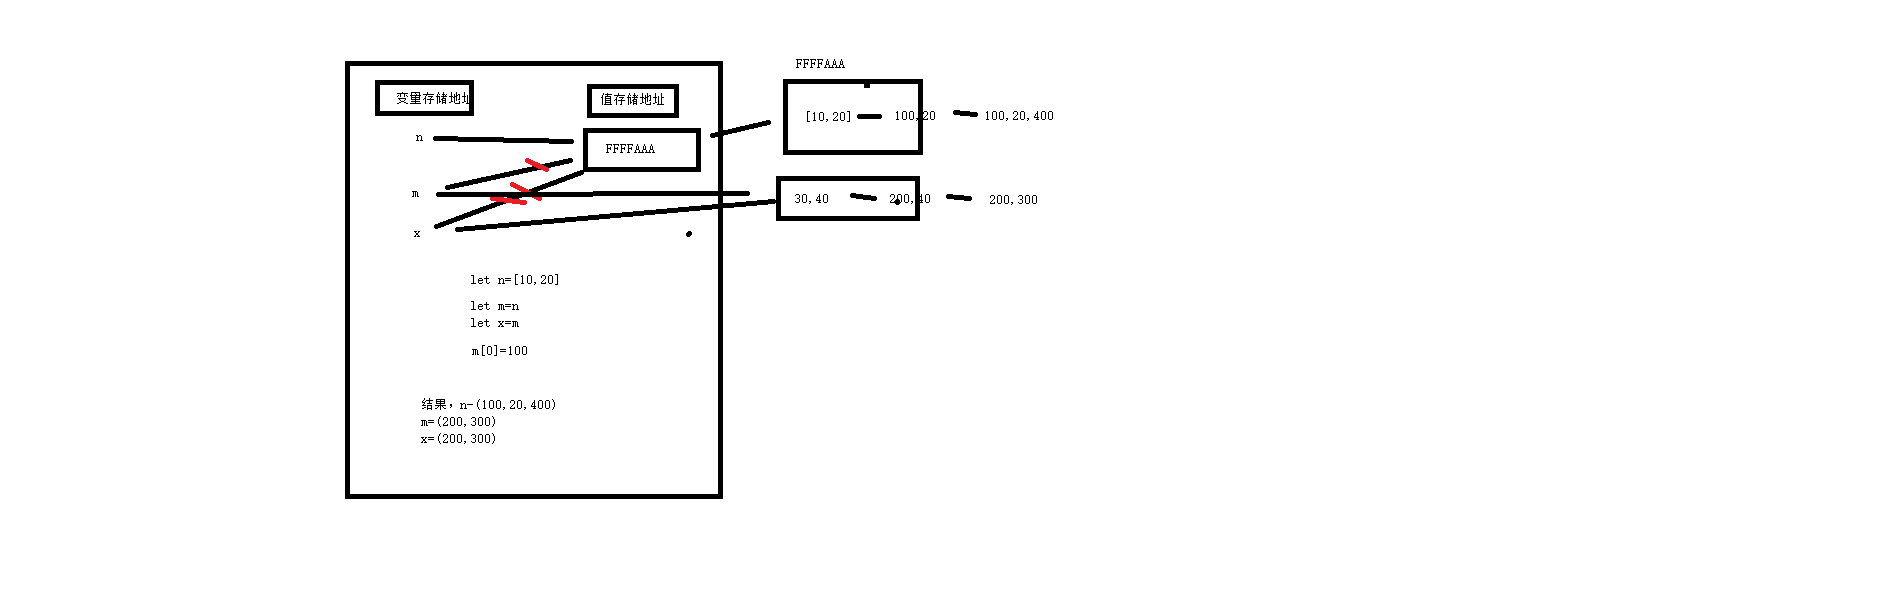 FFFFAAA
变量存储地址
值存储地址
[10,20] 100,20 100,20,400
n
FFFFAAA
m
30,40 200,40 200,300
x
let n=[10,20]
let m=n
let x=m
m[0]=100
结果，n-(100,20,400)
m=(200,300)
x=(200,300)